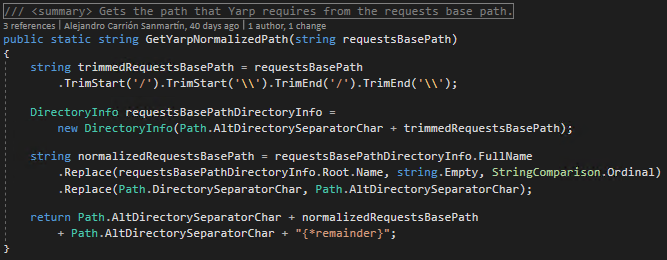 /// <summary> Gets the path that Yarp requires from the requests base path.
3 references | Alejandro Carrión Sanmartín, 40 days ago | 1 author, 1 change
public static string GetYarpNormalizedPath(string requestsBasePath)
{
    string trimmedRequestsBasePath = requestsBasePath
        .TrimStart('/').TrimStart('\\').TrimEnd('/').TrimEnd('\\');

    DirectoryInfo requestsBasePathDirectoryInfo =
        new DirectoryInfo(Path.AltDirectorySeparatorChar + trimmedRequestsBasePath);

    string normalizedRequestsBasePath = requestsBasePathDirectoryInfo.FullName
        .Replace(requestsBasePathDirectoryInfo.Root.Name, string.Empty, StringComparison.Ordinal)
        .Replace(Path.DirectorySeparatorChar, Path.AltDirectorySeparatorChar);

    return Path.AltDirectorySeparatorChar + normalizedRequestsBasePath
        + Path.AltDirectorySeparatorChar + "{*remainder}";
}